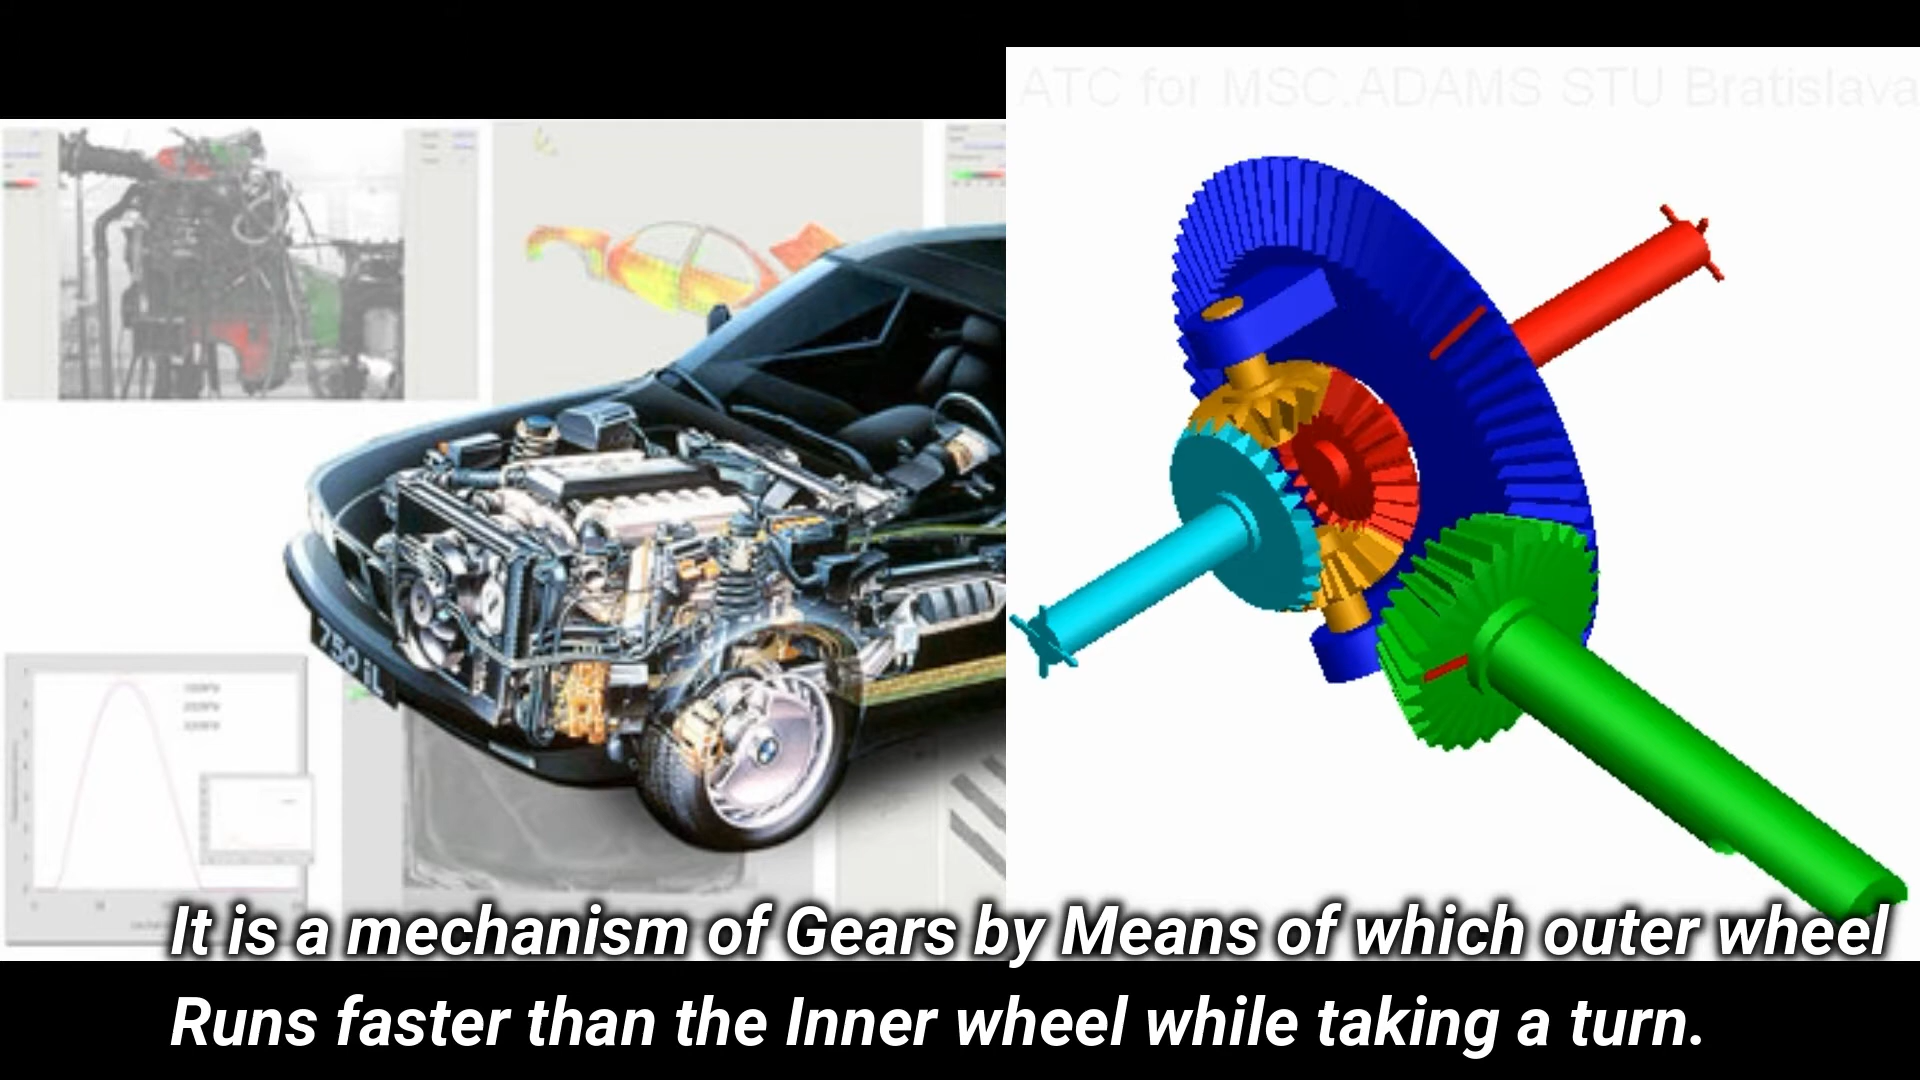 ATC for MSC.ADAMS STU Bratislava
750 iL
It is a mechanism of Gears by Means of which outer wheel
Runs faster than the Inner wheel while taking a turn.